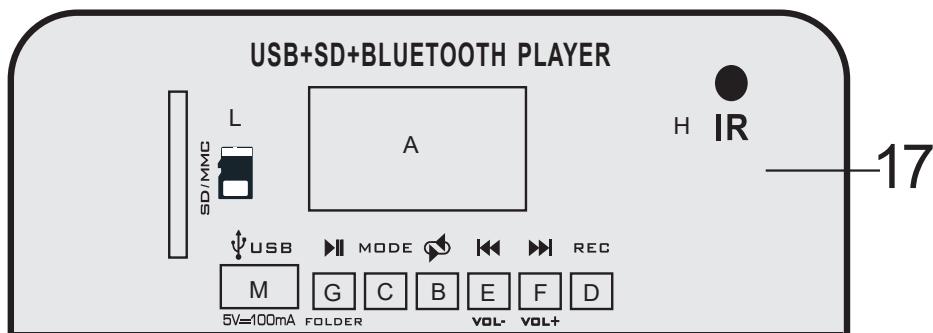 USB+SD+BLUETOOTH PLAYER
L
A
H IR
17
SD/MMC
USB MODE REC
M G C B E F D
5V=100mA FOLDER VOL- VOL+